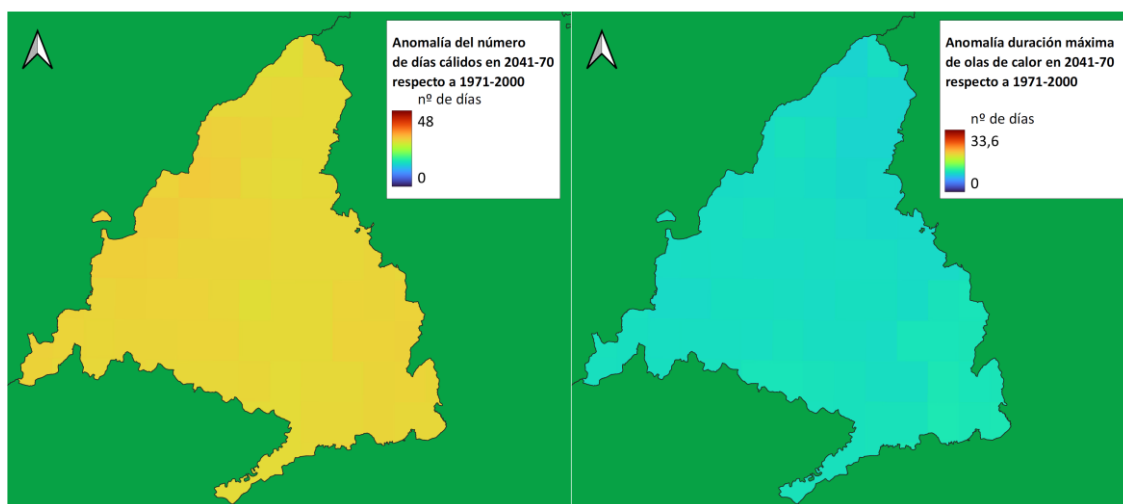 Anomalía del número
de días cálidos en 2041-70
respecto a 1971-2000
nº de días
48
0
Anomalía duración máxima
de olas de calor en 2041-70
respecto a 1971-2000
nº de días
33,6
0